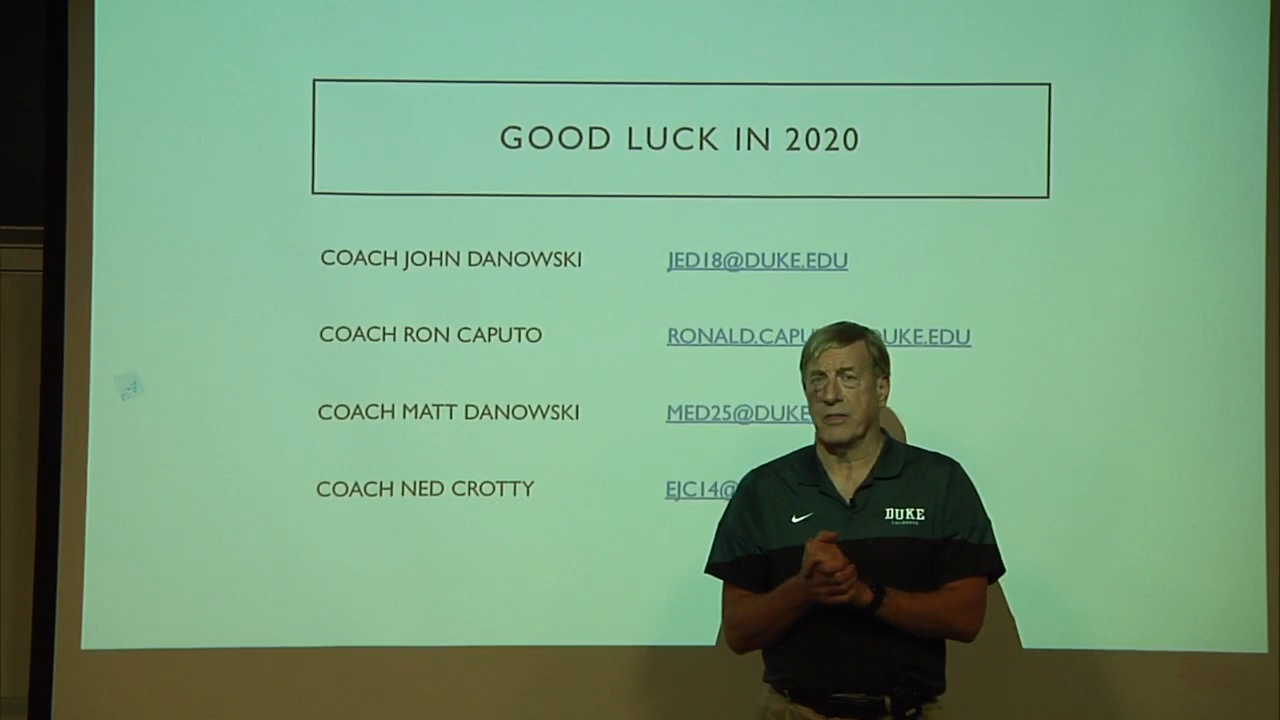 GOOD LUCK IN 2020
COACH JOHN DANOWSKI JED18@DUKE.EDU
COACH RON CAPUTO RONALD.CAPU DUKE.EDU
COACH MATT DANOWSKI MED25@DUKE
COACH NED CROTTY EJC14@
DUKE